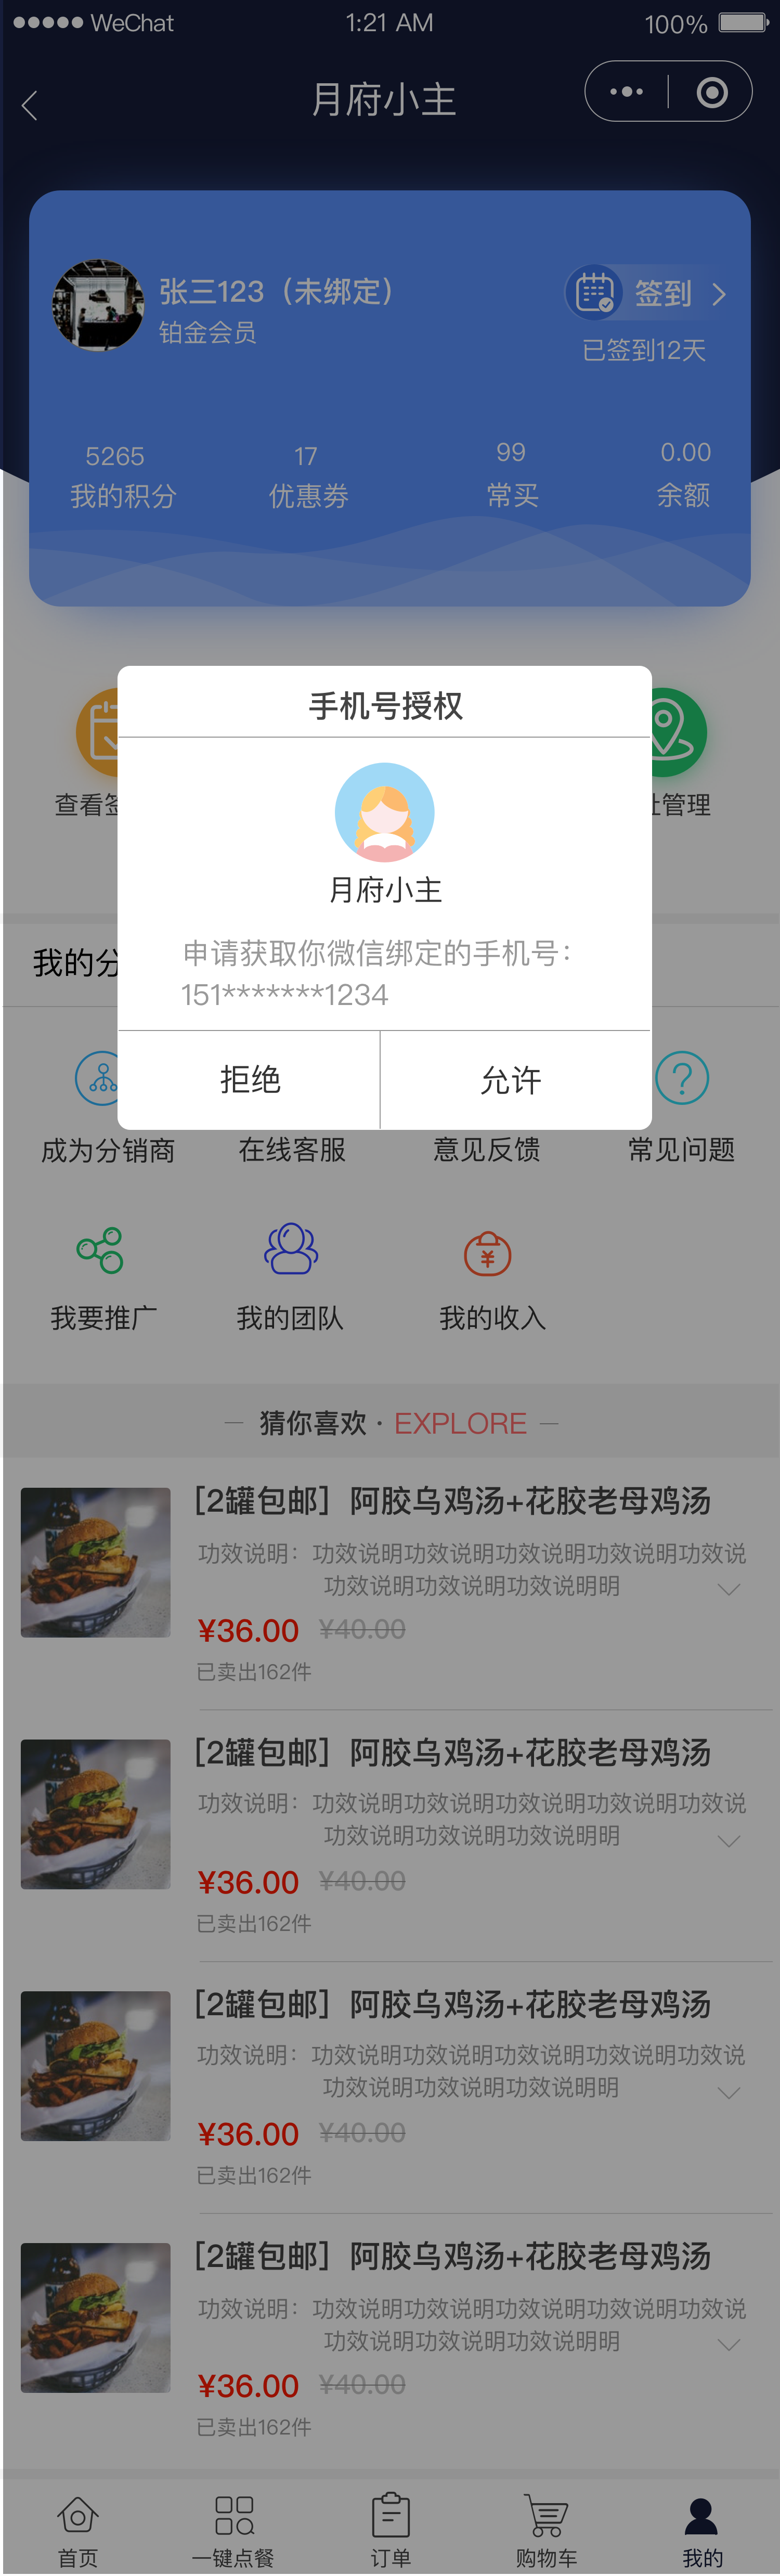 WeChat 1:21 AM 100%
月府小主
张三123（未绑定）
铂金会员
签到
已签到12天
5265 17 99 0.00
我的积分 优惠券 常买 余额
手机号授权
月府小主
查看 管理
申请获取你微信绑定的手机号：
151*******1234
我的分
拒绝 允许
成为分销商 在线客服 意见反馈 常见问题
我要推广 我的团队 我的收入
猜你喜欢 · EXPLORE
[2罐包邮] 阿胶乌鸡汤+花胶老母鸡汤
功效说明：功效说明功效说明功效说明功效说明功效说
功效说明功效说明功效说明明
¥36.00 ¥40.00
已卖出162件
[2罐包邮] 阿胶乌鸡汤+花胶老母鸡汤
功效说明：功效说明功效说明功效说明功效说明功效说
功效说明功效说明功效说明明
¥36.00 ¥40.00
已卖出162件
[2罐包邮] 阿胶乌鸡汤+花胶老母鸡汤
功效说明：功效说明功效说明功效说明功效说明功效说
功效说明功效说明功效说明明
¥36.00 ¥40.00
已卖出162件
[2罐包邮] 阿胶乌鸡汤+花胶老母鸡汤
功效说明：功效说明功效说明功效说明功效说明功效说
功效说明功效说明功效说明明
¥36.00 ¥40.00
已卖出162件
首页 一键点餐 订单 购物车 我的